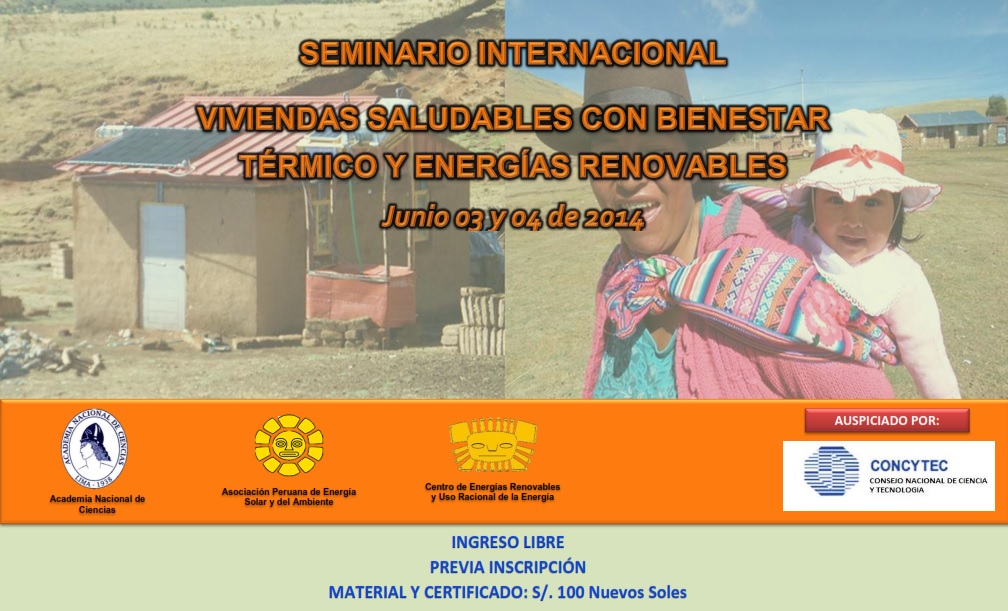 SEMINARIO INTERNACIONAL
VIVIENDAS SALUDABLES CON BIENESTAR
TÉRMICO Y ENERGÍAS RENOVABLES
Junio 03 y 04 de 2014
ACADEMIA NACIONAL DE CIENCIAS
LIMA - 1938
Academia Nacional de
Ciencias
Asociación Peruana de Energía
Solar y del Ambiente
Centro de Energías Renovables
y Uso Racional de la Energía
AUSPICIADO POR:
CONCYTEC
CONSEJO NACIONAL DE CIENCIA
Y TECNOLOGIA
INGRESO LIBRE
PREVIA INSCRIPCIÓN
MATERIAL Y CERTIFICADO: S/. 100 Nuevos Soles